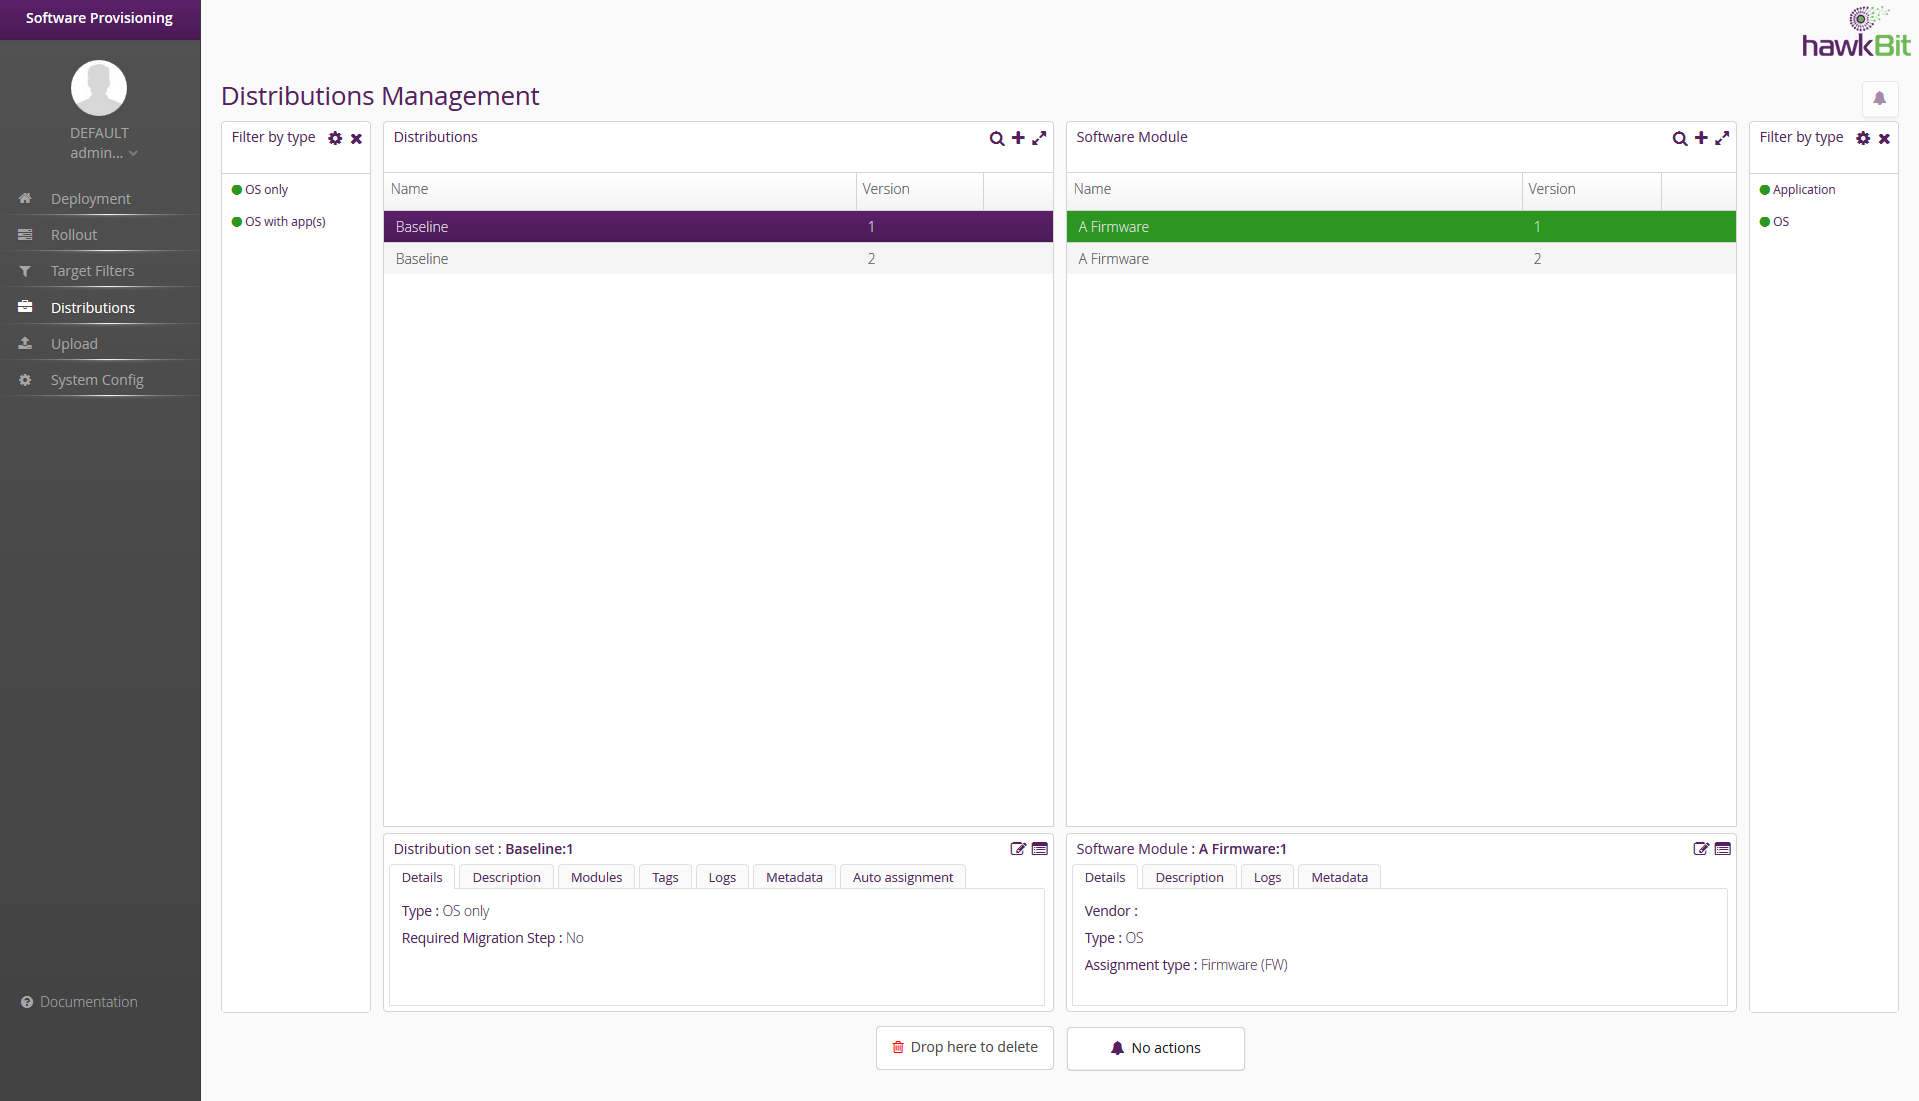 Software Provisioning
DEFAULT
admin...
Deployment
Rollout
Target Filters
Distributions
Upload
System Config
Documentation
hawkBit
Distributions Management
Filter by type
OS only
OS with app(s)
Distributions
Name Version
Baseline 1
Baseline 2
Software Module
Name Version
A Firmware 1
A Firmware 2
Filter by type
Application
OS
Distribution set : Baseline:1
Details Description Modules Tags Logs Metadata Auto assignment
Type : OS only
Required Migration Step : No
Software Module : A Firmware:1
Details Description Logs Metadata
Vendor :
Type : OS
Assignment type : Firmware (FW)
Drop here to delete
No actions